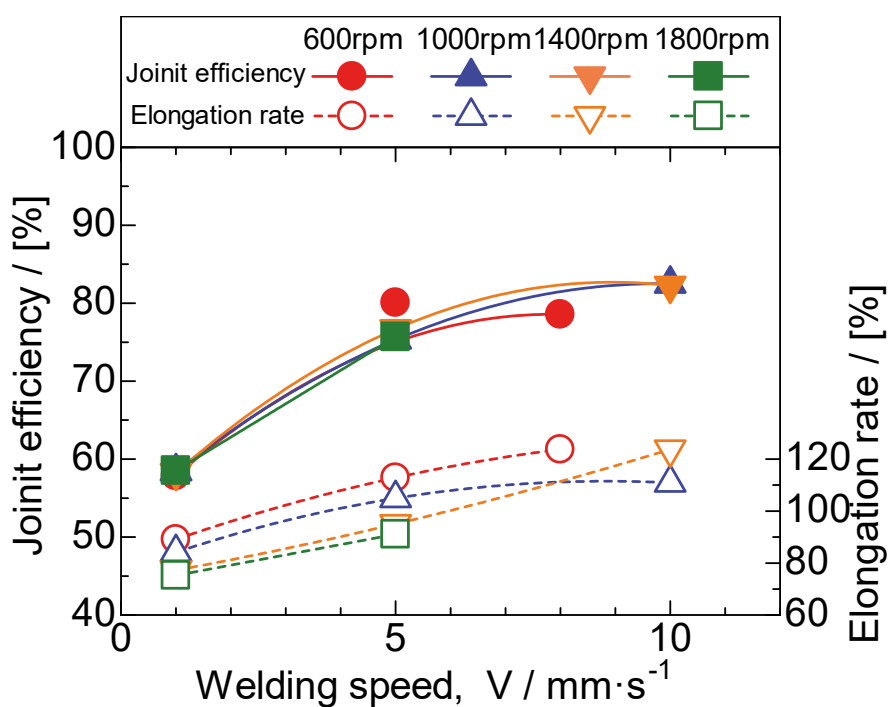 600rpm 1000rpm 1400rpm 1800rpm
Joinit efficiency
Elongation rate
100
90
80
70
60
50
40
Joinit efficiency / [%]
120
100
80
60
Elongation rate / [%]
0 5 10
Welding speed, V / mm·s⁻¹